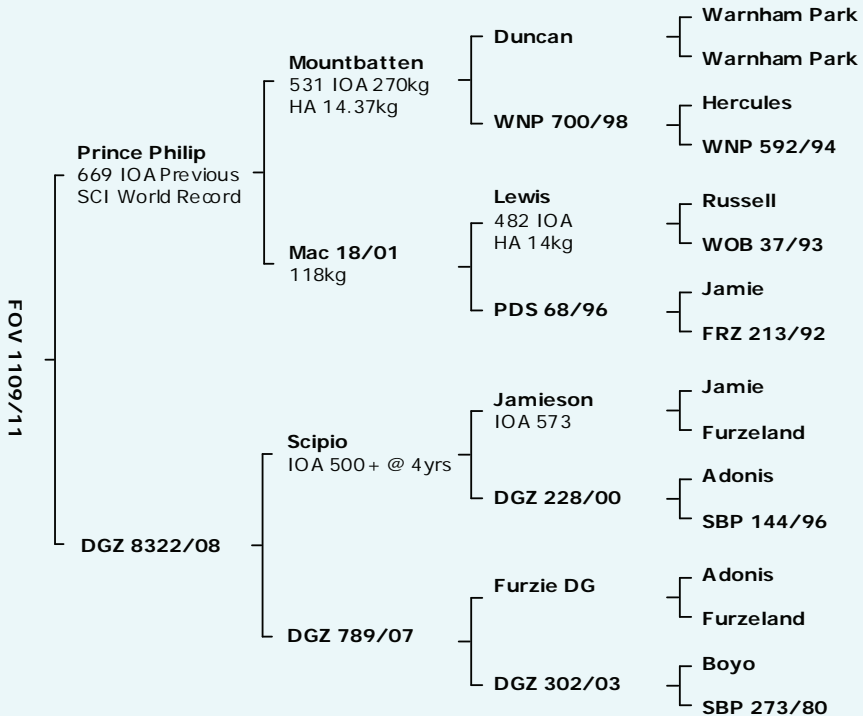 FOV 1109/11
Prince Philip
669 IOA Previous
SCI World Record
DGZ 8322/08
Mountbatten
531 IOA 270kg
HA 14.37kg
Mac 18/01
118kg
Scipio
IOA 500+ @ 4yrs
DGZ 789/07
Duncan
WNP 700/98
Lewis
482 IOA
HA 14kg
PDS 68/96
Jamieson
IOA 573
DGZ 228/00
Furzie DG
DGZ 302/03
Warnham Park
Warnham Park
Hercules
WNP 592/94
Russell
WOB 37/93
Jamie
FRZ 213/92
Jamie
Furzeland
Adonis
SBP 144/96
Adonis
Furzeland
Boyo
SBP 273/80